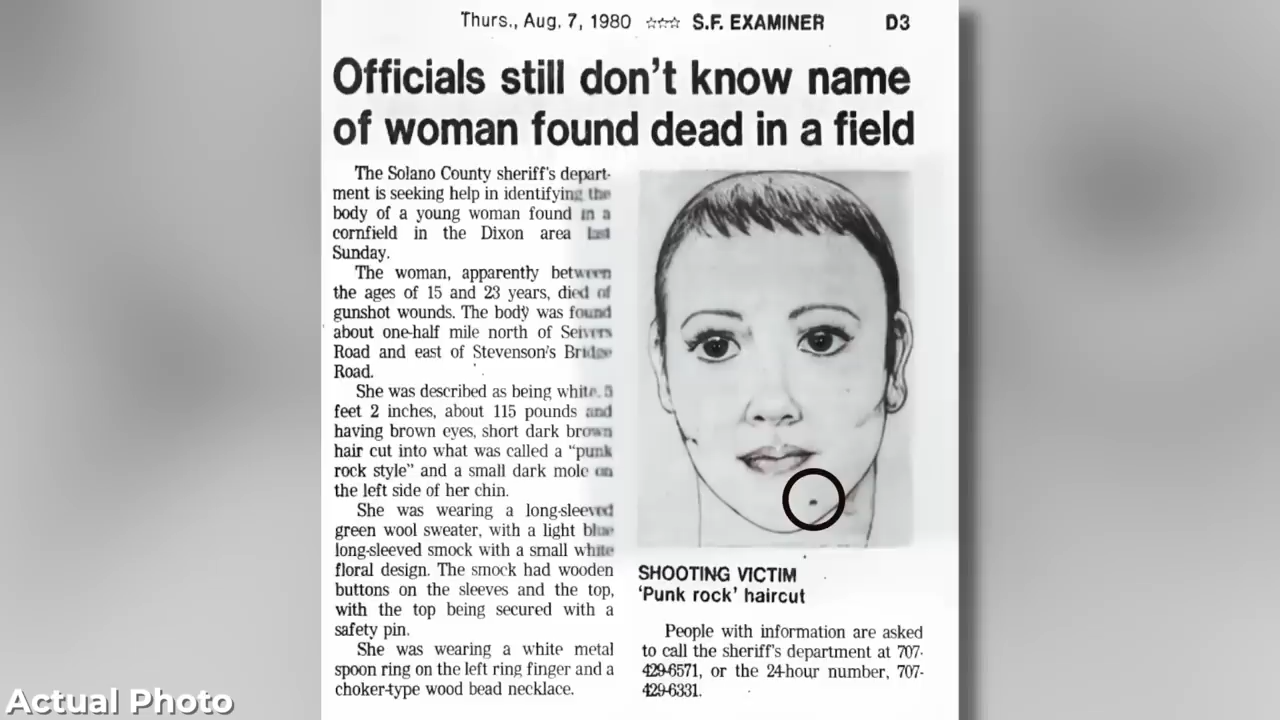 Thurs., Aug. 7, 1980 ☆☆☆ S.F. EXAMINER D3
Officials still don't know name
of woman found dead in a field
The Solano County sheriff's depart-
ment is seeking help in identifying the
body of a young woman found in a
cornfield in the Dixon area last
Sunday.
The woman, apparently between
the ages of 15 and 23 years, died of
gunshot wounds. The body was found
about one-half mile north of Seivers
Road and east of Stevenson's Bridge
Road.
She was described as being white, 5
feet 2 inches, about 115 pounds and
having brown eyes, short dark brown
hair cut into what was called a "punk
rock style" and a small dark mole on
the left side of her chin.
She was wearing a long-sleeved
green wool sweater, with a light blue
long-sleeved smock with a small white
floral design. The smock had wooden
buttons on the sleeves and the top,
with the top being secured with a
safety pin.
She was wearing a white metal
spoon ring on the left ring finger and a
choker-type wood bead necklace.
SHOOTING VICTIM
'Punk rock' haircut
People with information are asked
to call the sheriff's department at 707-
429-6571, or the 24-hour number, 707-
429-6331.
Actual Photo